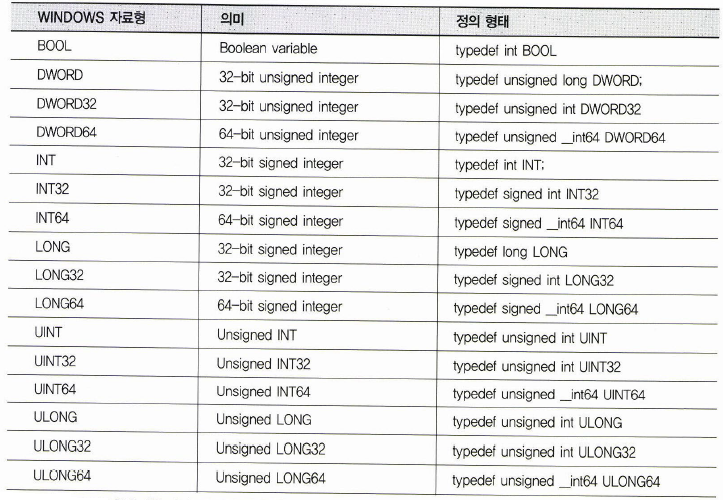 WINDOWS 자료형 의미 정의 형태
BOOL Boolean variable typedef int BOOL
DWORD 32-bit unsigned integer typedef unsigned long DWORD;
DWORD32 32-bit unsigned integer typedef unsigned int DWORD32
DWORD64 64-bit unsigned integer typedef unsigned __int64 DWORD64
INT 32-bit signed integer typedef int INT;
INT32 32-bit signed integer typedef signed int INT32
INT64 64-bit signed integer typedef signed __int64 INT64
LONG 32-bit signed integer typedef long LONG
LONG32 32-bit signed integer typedef signed int LONG32
LONG64 64-bit signed integer typedef signed __int64 LONG64
UINT Unsigned INT typedef unsigned int UINT
UINT32 Unsigned INT32 typedef unsigned int UINT32
UINT64 Unsigned INT64 typedef unsigned __int64 UINT64
ULONG Unsigned LONG typedef unsigned int ULONG
ULONG32 Unsigned LONG32 typedef unsigned int ULONG32
ULONG64 Unsigned LONG64 typedef unsigned __int64 ULONG64